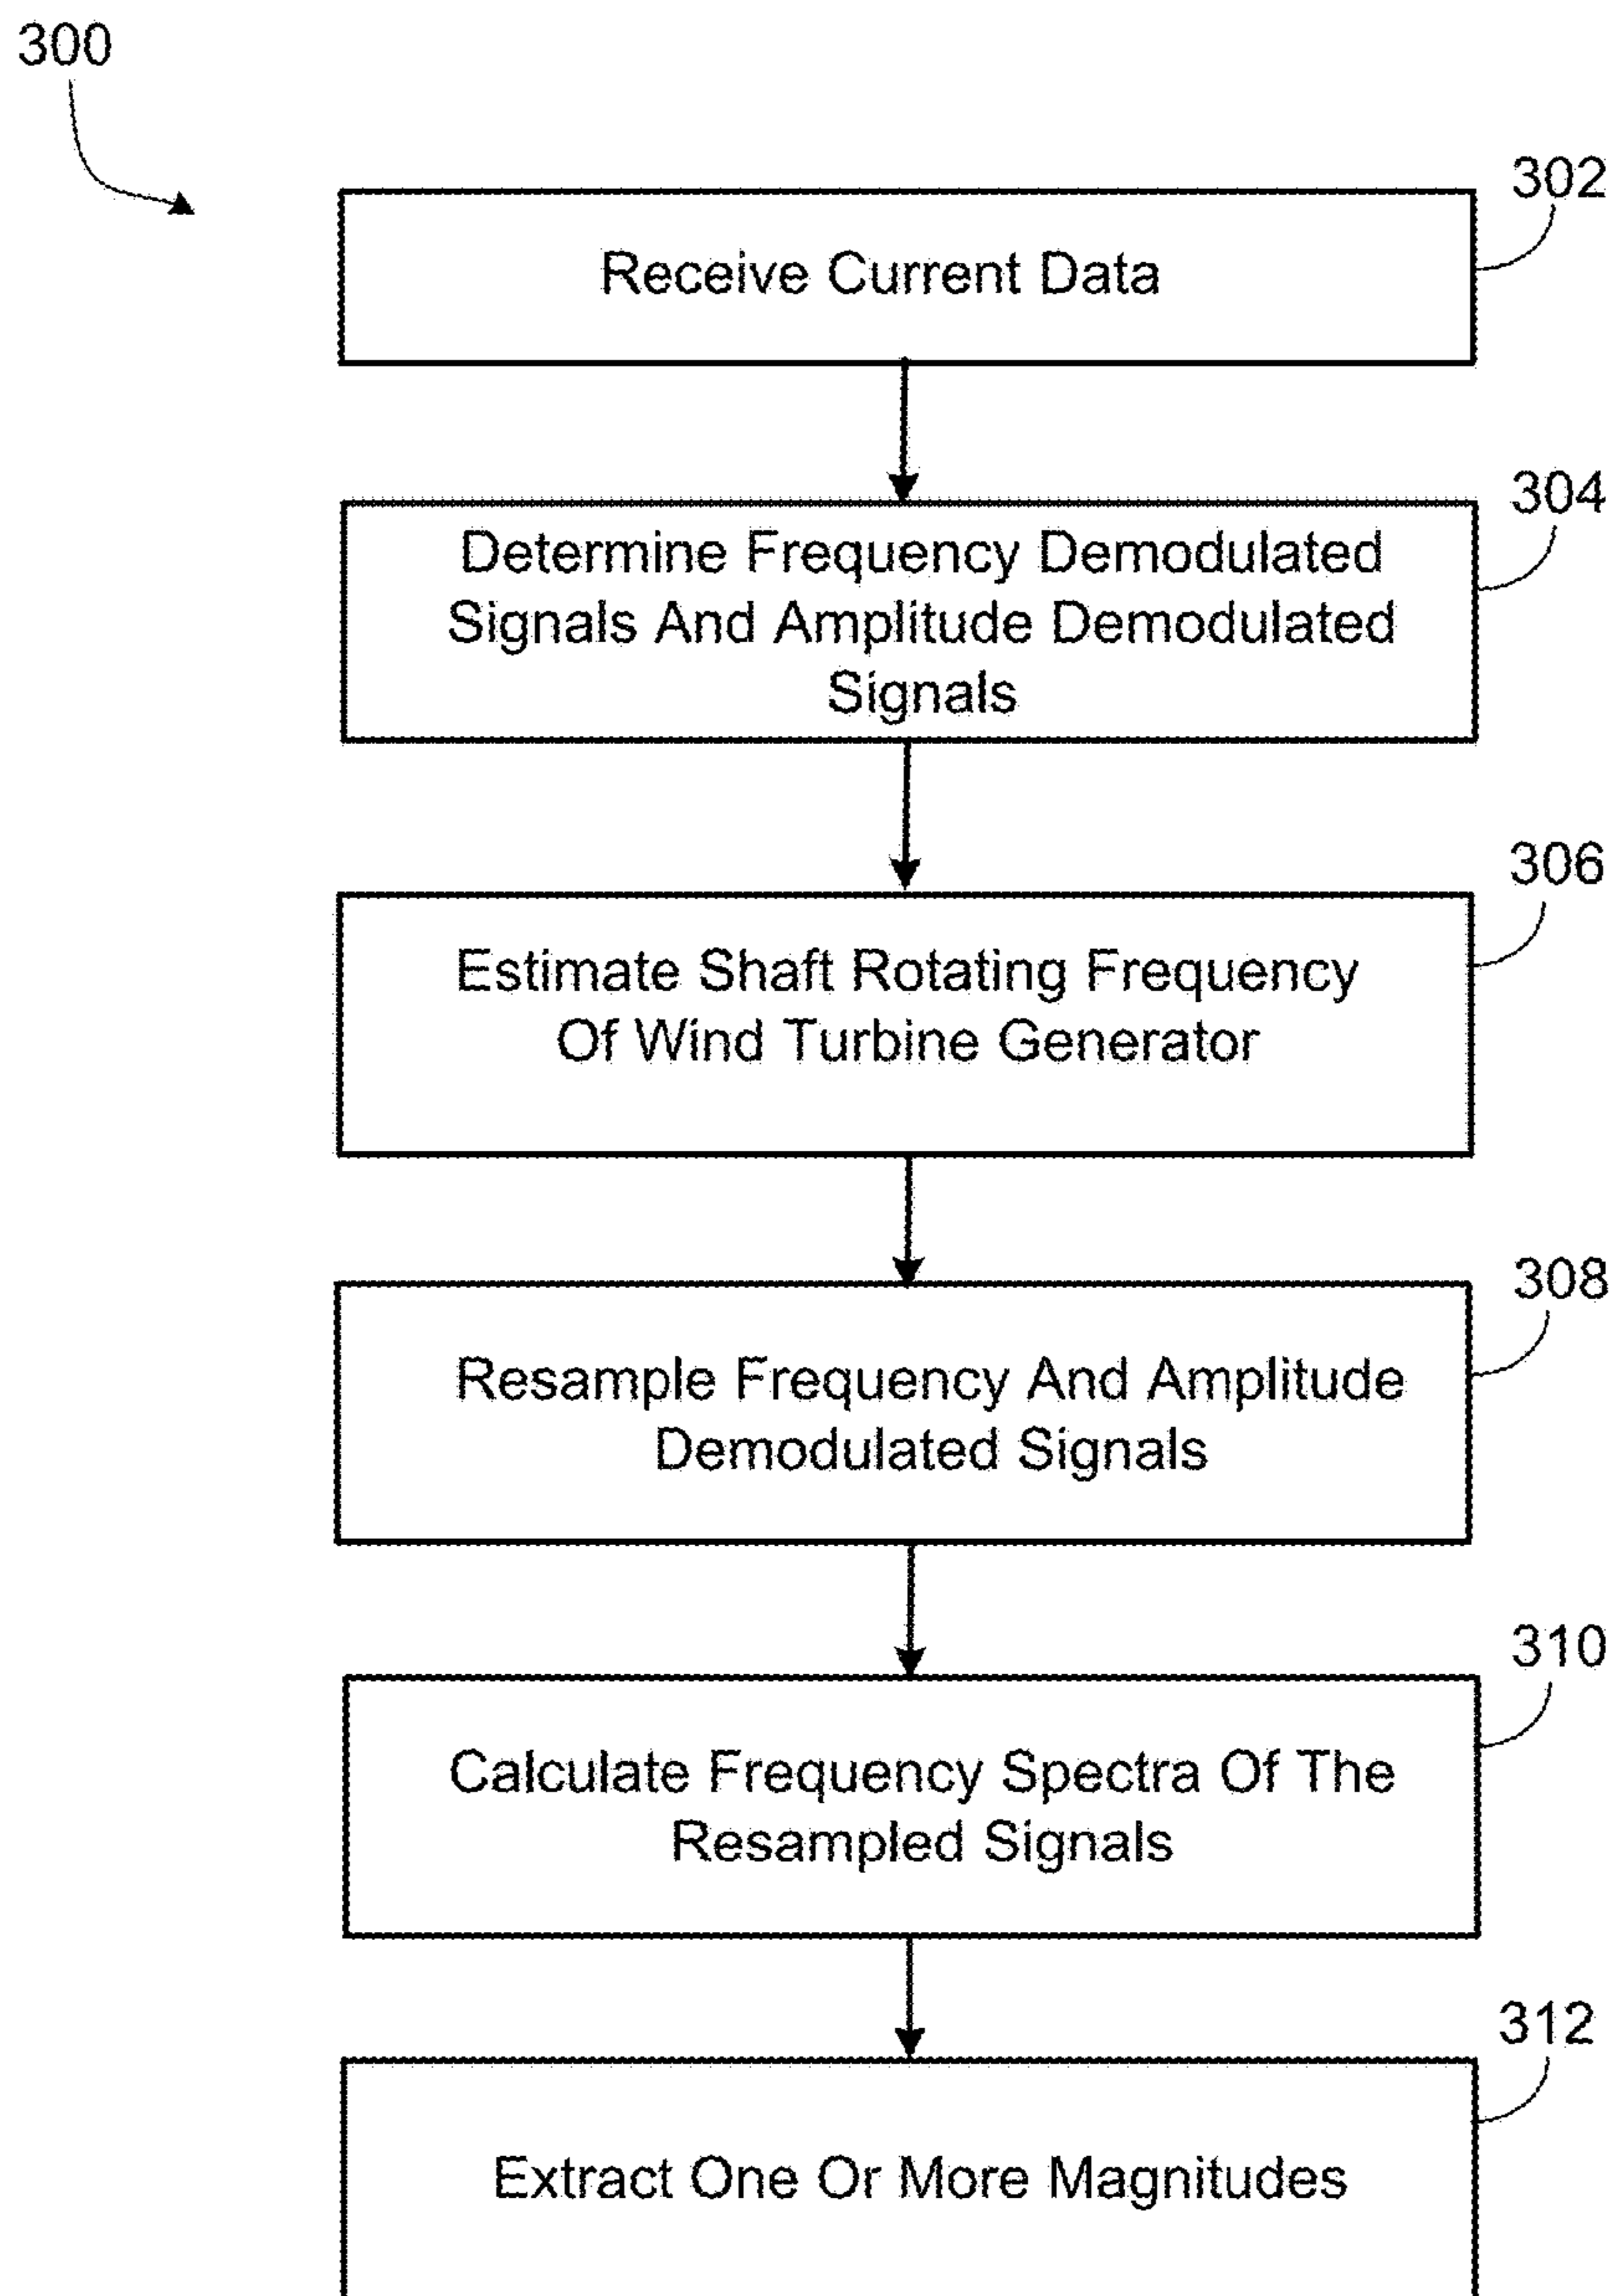 300
302
Receive Current Data
304
Determine Frequency Demodulated
Signals And Amplitude Demodulated
Signals
306
Estimate Shaft Rotating Frequency
Of Wind Turbine Generator
308
Resample Frequency And Amplitude
Demodulated Signals
310
Calculate Frequency Spectra Of The
Resampled Signals
312
Extract One Or More Magnitudes